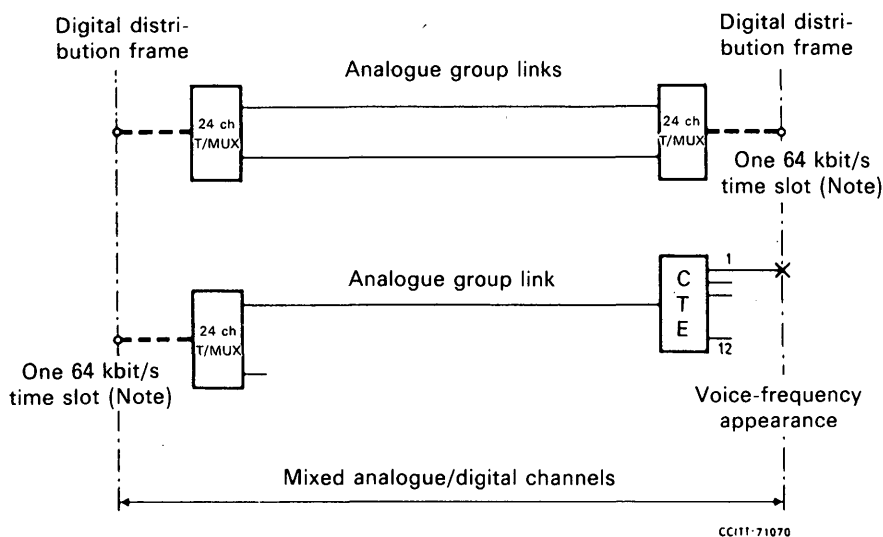 Digital distri-
bution frame
Digital distri-
bution frame
Analogue group links
24 ch
T/MUX
24 ch
T/MUX
One 64 kbit/s
time slot (Note)
Analogue group link
1
C
T
E
12
24 ch
T/MUX
One 64 kbit/s
time slot (Note)
Voice-frequency
appearance
Mixed analogue/digital channels
CCITT-71070